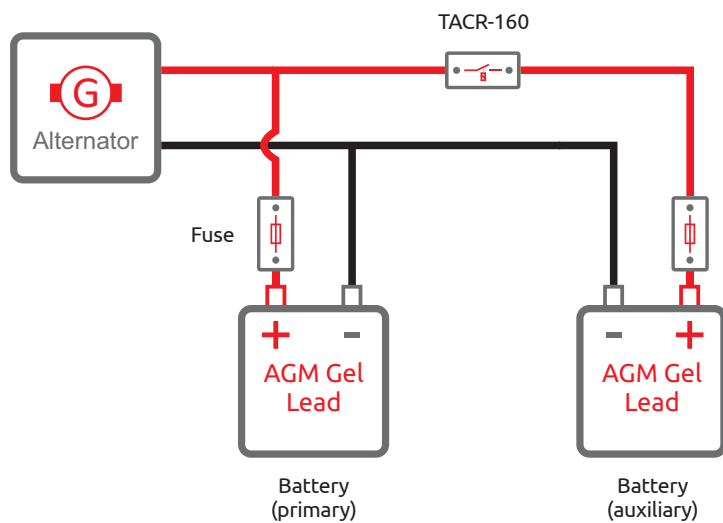 TACR-160
G
Alternator
Fuse
+ -
AGM Gel
Lead
- +
AGM Gel
Lead
Battery
(primary)
Battery
(auxiliary)